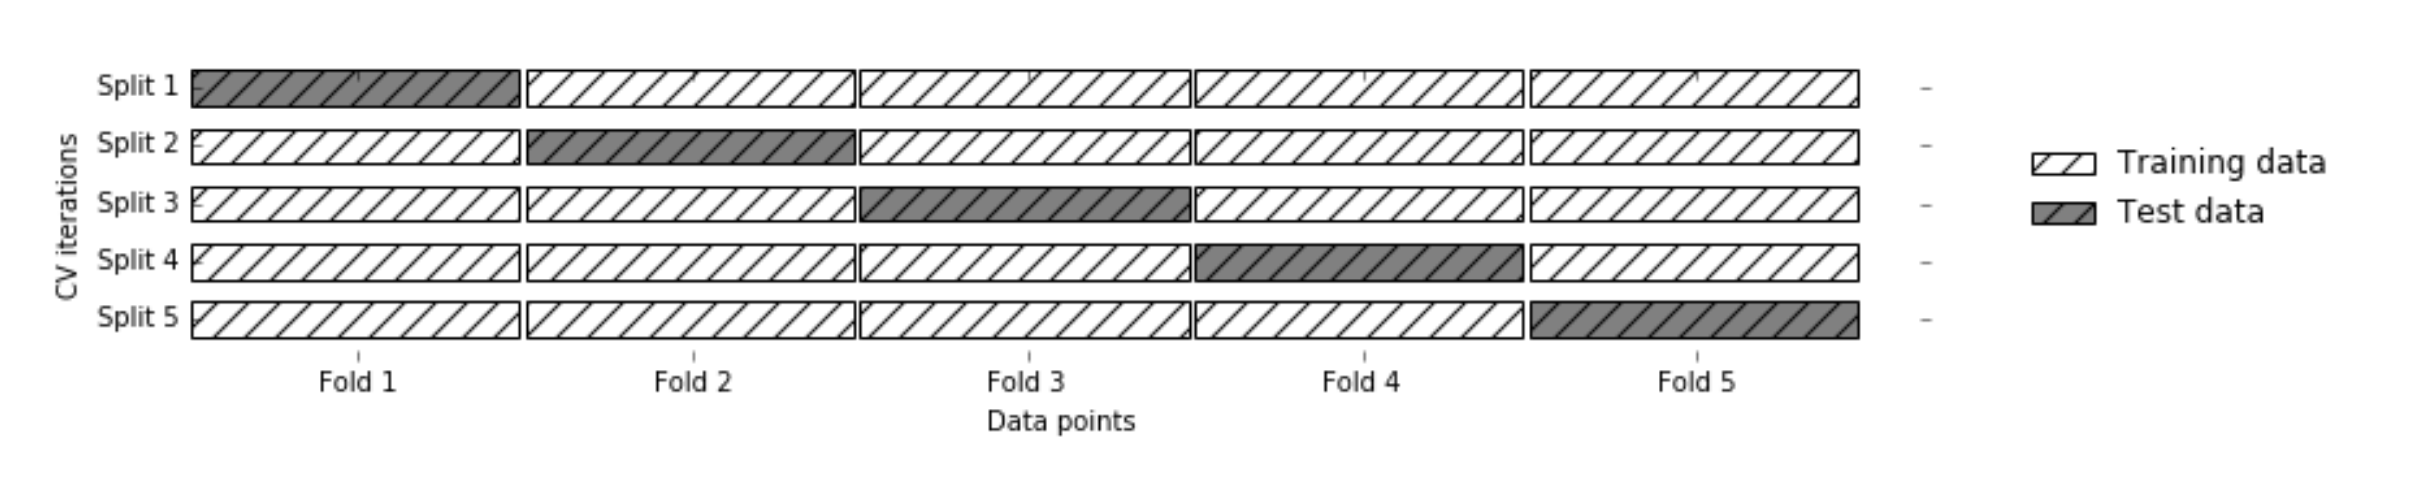 CV iterations
Split 1
Split 2
Split 3
Split 4
Split 5
Fold 1 Fold 2 Fold 3 Fold 4 Fold 5
Data points
Training data
Test data